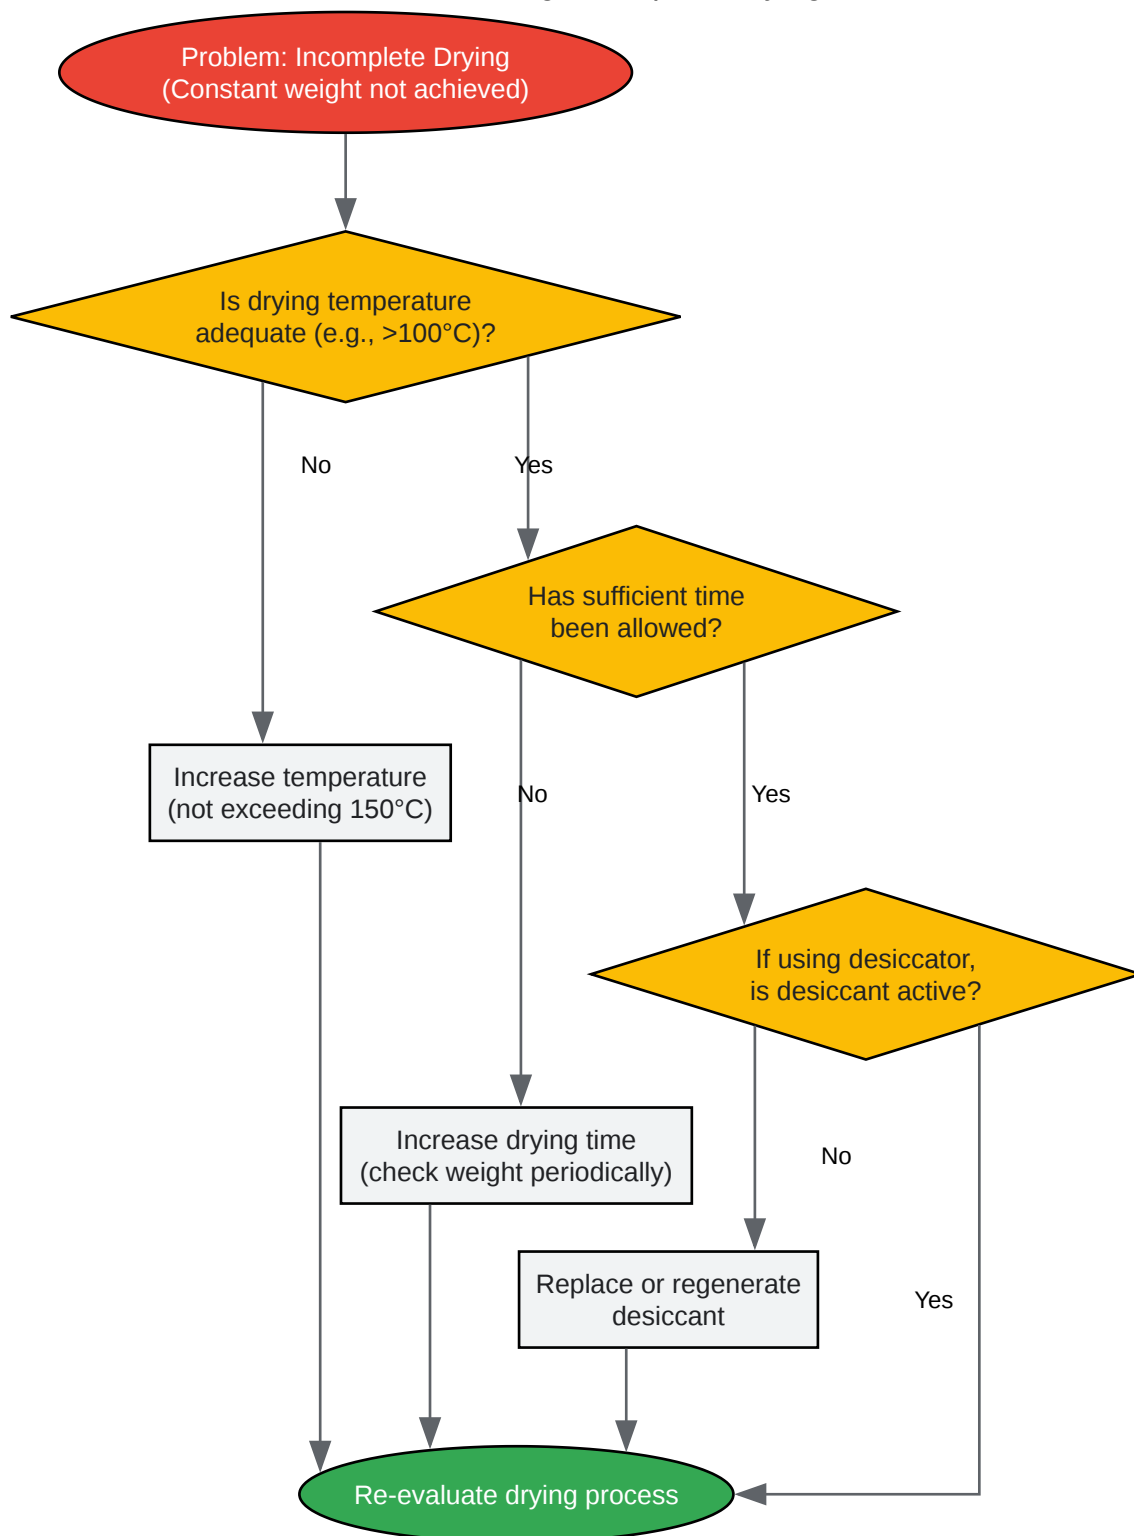 Problem: Incomplete Drying
(Constant weight not achieved)
Is drying temperature
adequate (e.g., >100°C)?
No
Yes
Has sufficient time
been allowed?
Increase temperature
(not exceeding 150°C)
No
Yes
If using desiccator,
is desiccant active?
Increase drying time
(check weight periodically)
No
Replace or regenerate
desiccant
Yes
Re-evaluate drying process